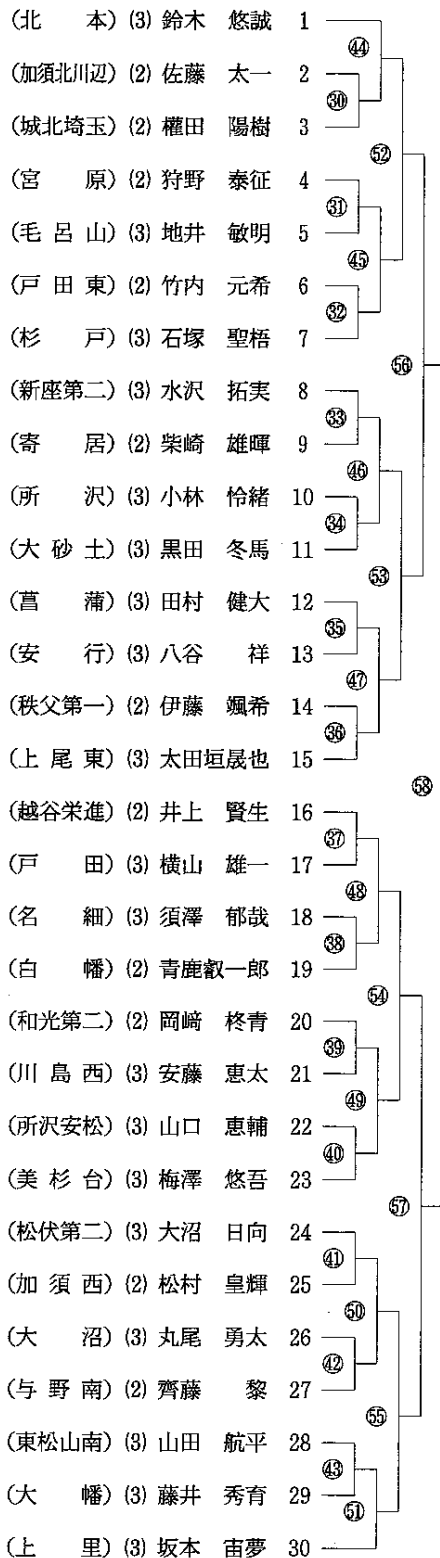 (北本) (3) 鈴木 悠誠 1
㊹
(加須北川辺) (2) 佐藤 太一 2
㉚
(城北埼玉) (2) 權田 陽樹 3
52
(宮原) (2) 狩野 泰征 4
㉛
(毛呂山) (3) 地井 敏明 5
㊺
(戸田東) (2) 竹内 元希 6
㉜
(杉戸) (3) 石塚 聖梧 7
56
(新座第二) (3) 水沢 拓実 8
㉝
(寄居) (2) 柴崎 雄暉 9
㊻
(所沢) (3) 小林 怜緒 10
㉞
(大砂土) (3) 黒田 冬馬 11
53
(菖蒲) (3) 田村 健大 12
㉟
(安行) (3) 八谷 祥 13
㊼
(秩父第一) (2) 伊藤 颯希 14
㊱
(上尾東) (3) 太田垣晟也 15
58
(越谷栄進) (2) 井上 賢生 16
㊲
(戸田) (3) 横山 雄一 17
㊽
(名細) (3) 須澤 郁哉 18
㊳
(白幡) (2) 青鹿叡一郎 19
54
(和光第二) (2) 岡﨑 柊青 20
㊴
(川島西) (3) 安藤 恵太 21
㊾
(所沢安松) (3) 山口 恵輔 22
㊵
(美杉台) (3) 梅澤 悠吾 23
57
(松伏第二) (3) 大沼 日向 24
㊶
(加須西) (2) 松村 皇輝 25
㊿
(大沼) (3) 丸尾 勇太 26
㊷
(与野南) (2) 齊藤 黎 27
55
(東松山南) (3) 山田 航平 28
㊸
(大幡) (3) 藤井 秀育 29
51
(上里) (3) 坂本 宙夢 30